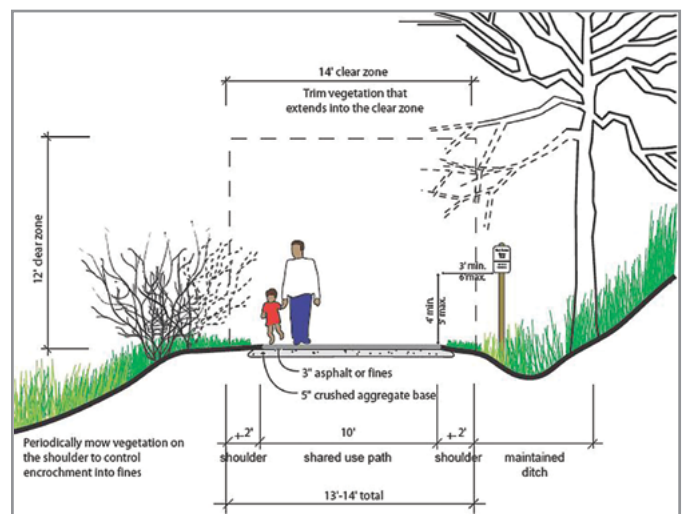 14' clear zone
Trim vegetation that
extends into the clear zone
12' clear zone
3' min.
6' max.
4' min.
5' max.
3" asphalt or fines
5" crushed aggregate base
Periodically mow vegetation on
the shoulder to control
encrochment into fines
+ 2'
shoulder
10'
shared use path
+ 2'
shoulder
maintained
ditch
13'-14' total